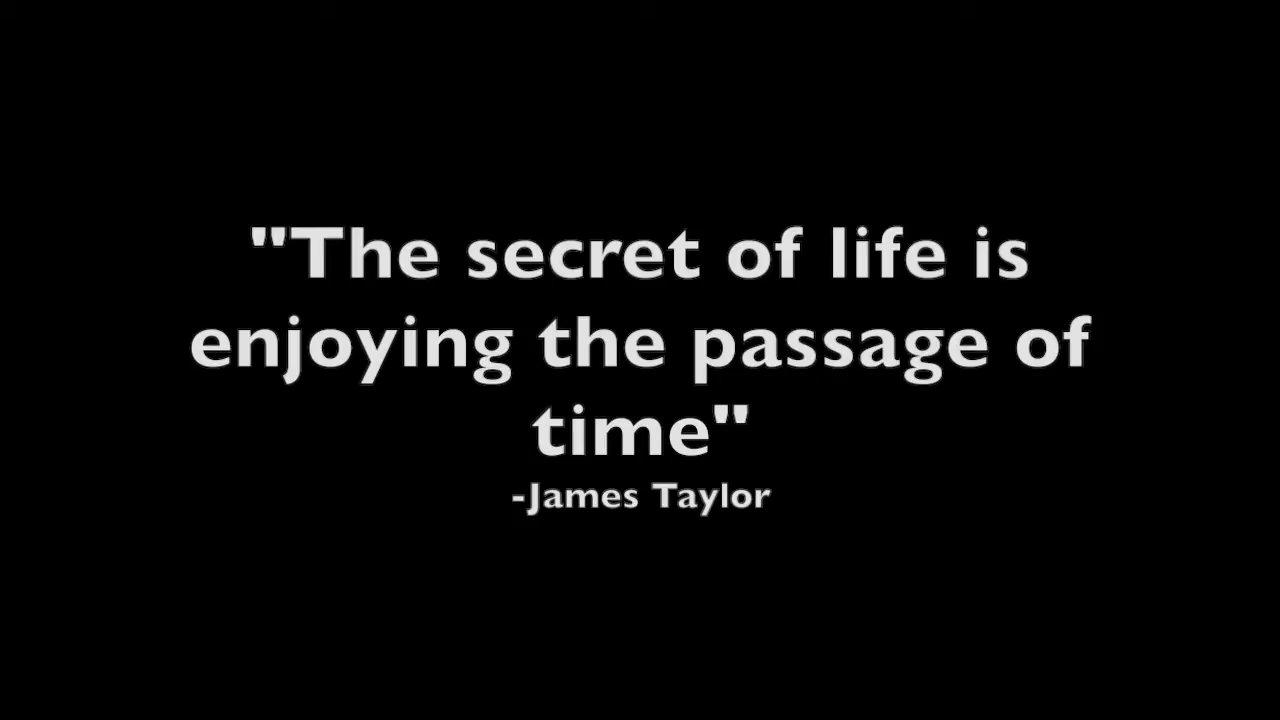 "The secret of life is
enjoying the passage of
time"
-James Taylor